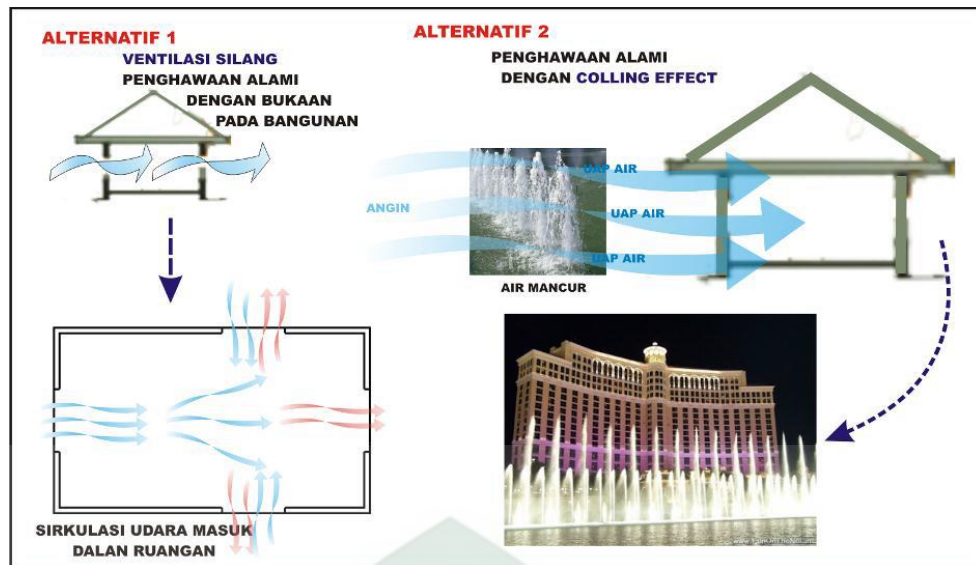 ALTERNATIF 1
VENTILASI SILANG
PENGHAWAAN ALAMI
DENGAN BUKAAN
PADA BANGUNAN
SIRKULASI UDARA MASUK
DALAN RUANGAN
ALTERNATIF 2
PENGHAWAAN ALAMI
DENGAN COLLING EFFECT
ANGIN
UAP AIR
UAP AIR
UAP AIR
AIR MANCUR